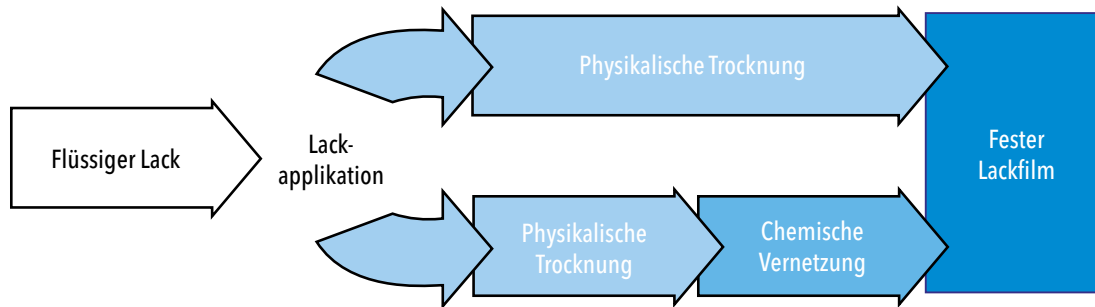 Flüssiger Lack
Lack-
applikation
Physikalische Trocknung
Physikalische
Trocknung
Chemische
Vernetzung
Fester
Lackfilm